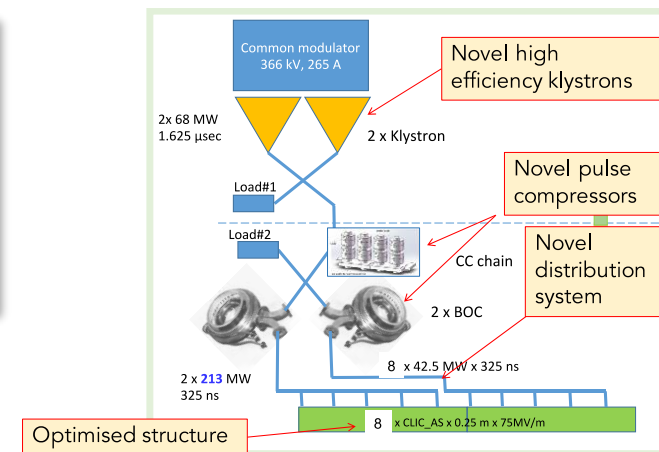 Common modulator
366 kV, 265 A
Novel high
efficiency klystrons
2x 68 MW
1.625 μsec
2 x Klystron
Novel pulse
compressors
Load#1
Load#2
CC chain
Novel
distribution
system
2 x BOC
8 x 42.5 MW x 325 ns
2 x 213 MW
325 ns
8 x CLIC_AS x 0.25 m x 75MV/m
Optimised structure